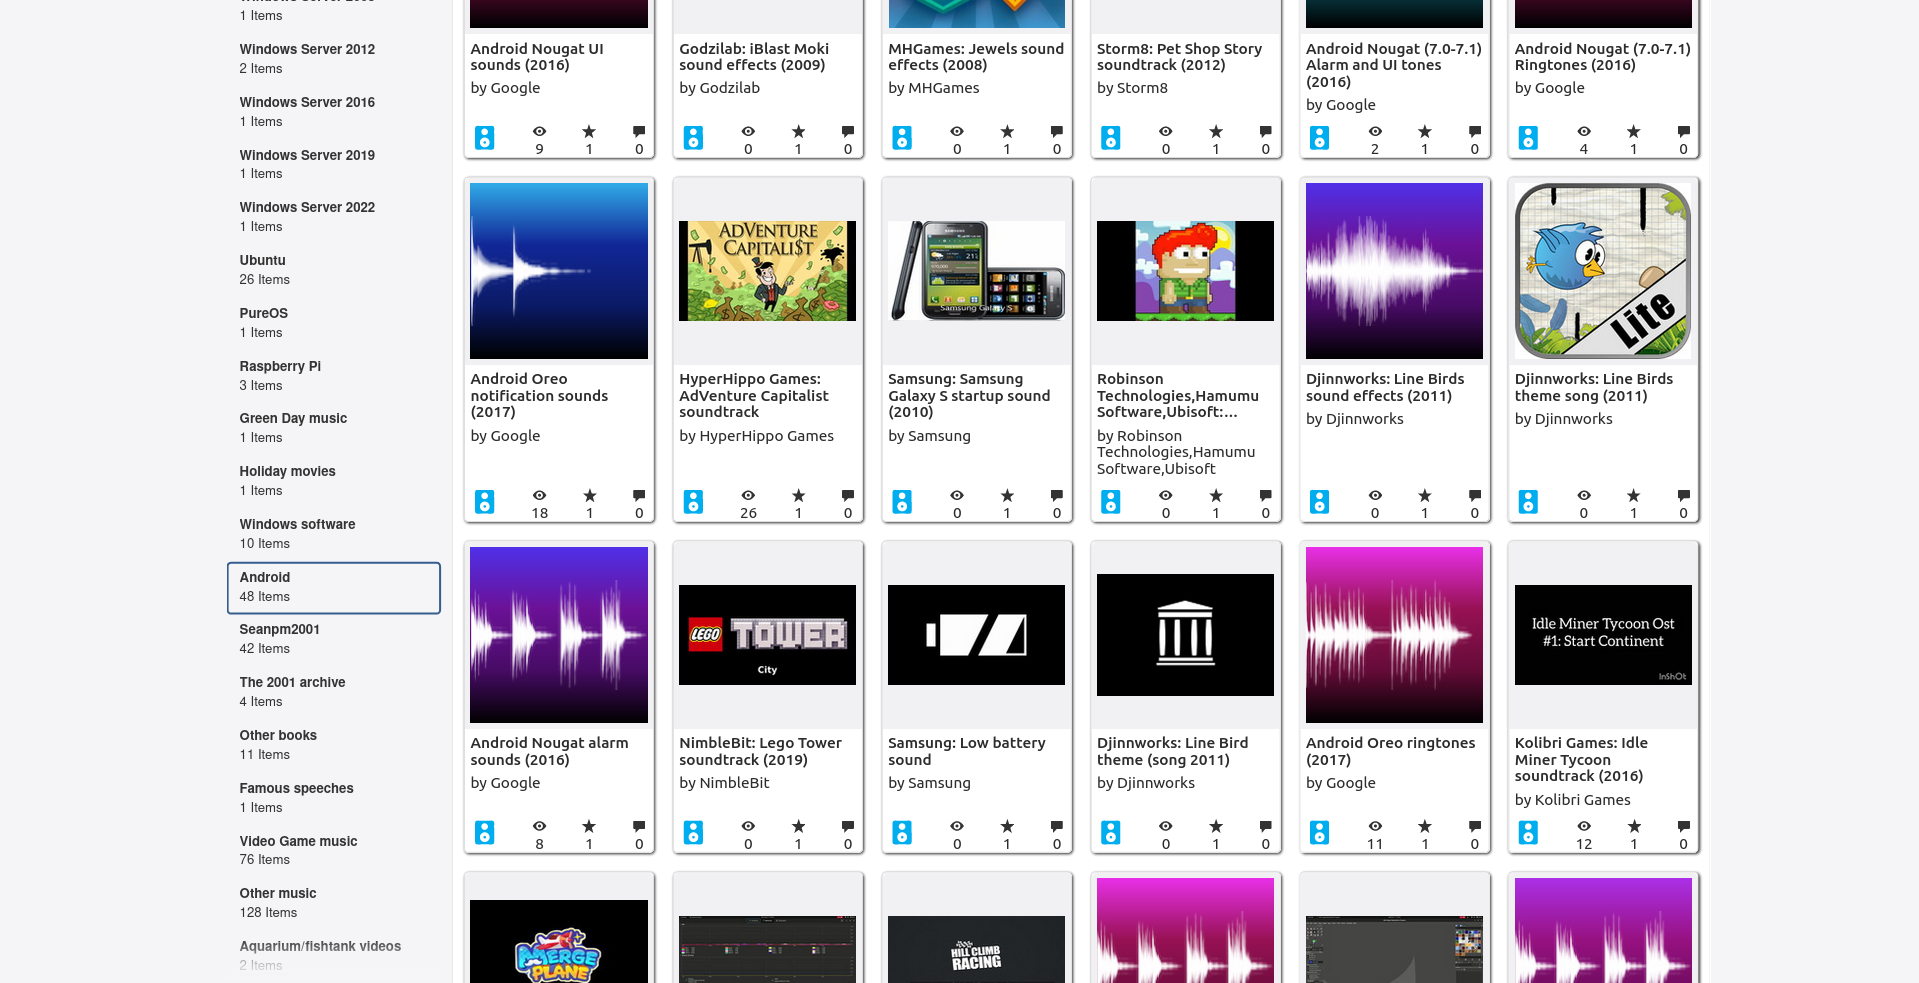 1 Items
Windows Server 2012
2 Items
Windows Server 2016
1 Items
Windows Server 2019
1 Items
Windows Server 2022
1 Items
Ubuntu
26 Items
PureOS
1 Items
Raspberry Pi
3 Items
Green Day music
1 Items
Holiday movies
1 Items
Windows software
10 Items
Android
48 Items
Seanpm2001
42 Items
The 2001 archive
4 Items
Other books
11 Items
Famous speeches
1 Items
Video Game music
76 Items
Other music
128 Items
Aquarium/fishtank videos
2 Items
Android Nougat UI
sounds (2016)
by Google
9 1 0
Godzilab: iBlast Moki
sound effects (2009)
by Godzilab
0 1 0
MHGames: Jewels sound
effects (2008)
by MHGames
0 1 0
Storm8: Pet Shop Story
soundtrack (2012)
by Storm8
0 1 0
Android Nougat (7.0-7.1)
Alarm and UI tones
(2016)
by Google
2 1 0
Android Nougat (7.0-7.1)
Ringtones (2016)
by Google
4 1 0
Android Oreo
notification sounds
(2017)
by Google
18 1 0
ADVENTURE
CAPITALI$T
HyperHippo Games:
AdVenture Capitalist
soundtrack
by HyperHippo Games
26 1 0
Samsung Galaxy S
Samsung: Samsung
Galaxy S startup sound
(2010)
by Samsung
0 1 0
Robinson
Technologies,Hamumu
Software,Ubisoft:...
by Robinson
Technologies,Hamumu
Software,Ubisoft
0 1 0
Djinnworks: Line Birds
sound effects (2011)
by Djinnworks
0 1 0
Lite
Djinnworks: Line Birds
theme song (2011)
by Djinnworks
0 1 0
Android Nougat alarm
sounds (2016)
by Google
8 1 0
LEGO TOWER
City
NimbleBit: Lego Tower
soundtrack (2019)
by NimbleBit
0 1 0
Samsung: Low battery
sound
by Samsung
0 1 0
Djinnworks: Line Bird
theme (song 2011)
by Djinnworks
0 1 0
Android Oreo ringtones
(2017)
by Google
11 1 0
Idle Miner Tycoon Ost
#1: Start Continent
InShOt
Kolibri Games: Idle
Miner Tycoon
soundtrack (2016)
by Kolibri Games
12 1 0
MERGE
PLANE
HILL CLIMB
RACING